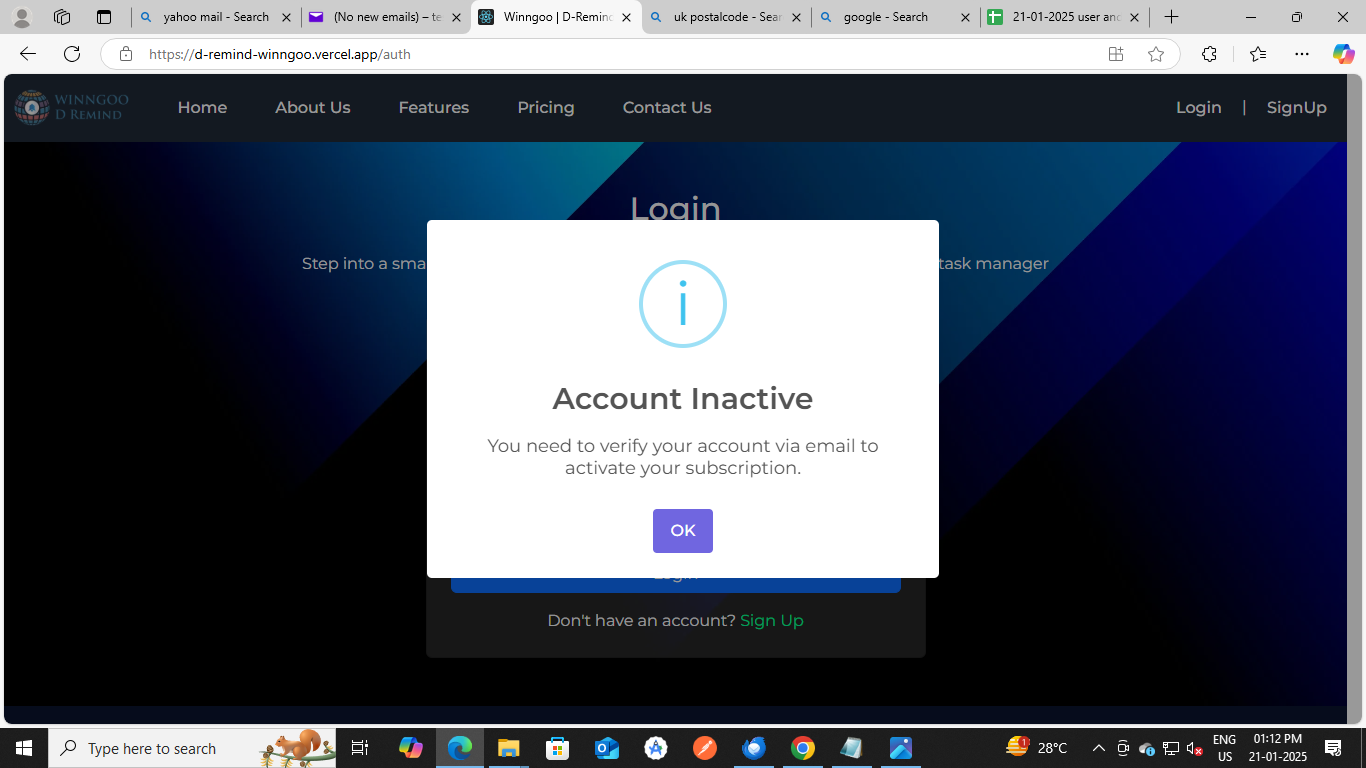 yahoo mail - Search
(No new emails) – te
Winngoo | D-Remind
uk postalcode - Sear
google - Search
21-01-2025 user and
https://d-remind-winngoo.vercel.app/auth
WINNGOO
D REMIND
Home
About Us
Features
Pricing
Contact Us
Login | SignUp
Login
Step into a sma
task manager
i
Account Inactive
You need to verify your account via email to
activate your subscription.
OK
Login
Don't have an account? Sign Up
Type here to search
1
28°C
ENG
US
01:12 PM
21-01-2025